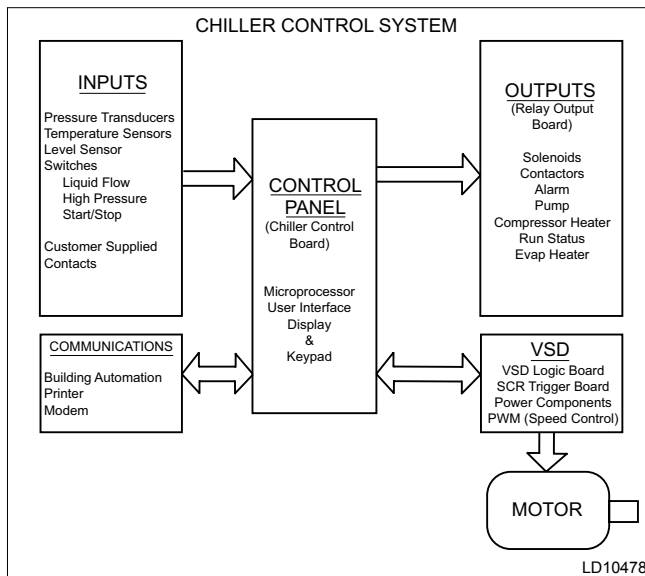 CHILLER CONTROL SYSTEM
INPUTS
Pressure Transducers
Temperature Sensors
Level Sensor
Switches
Liquid Flow
High Pressure
Start/Stop
Customer Supplied
Contacts
COMMUNICATIONS
Building Automation
Printer
Modem
CONTROL
PANEL
(Chiller Control
Board)
Microprocessor
User Interface
Display
&
Keypad
OUTPUTS
(Relay Output
Board)
Solenoids
Contactors
Alarm
Pump
Compressor Heater
Run Status
Evap Heater
VSD
VSD Logic Board
SCR Trigger Board
Power Components
PWM (Speed Control)
MOTOR
LD10478